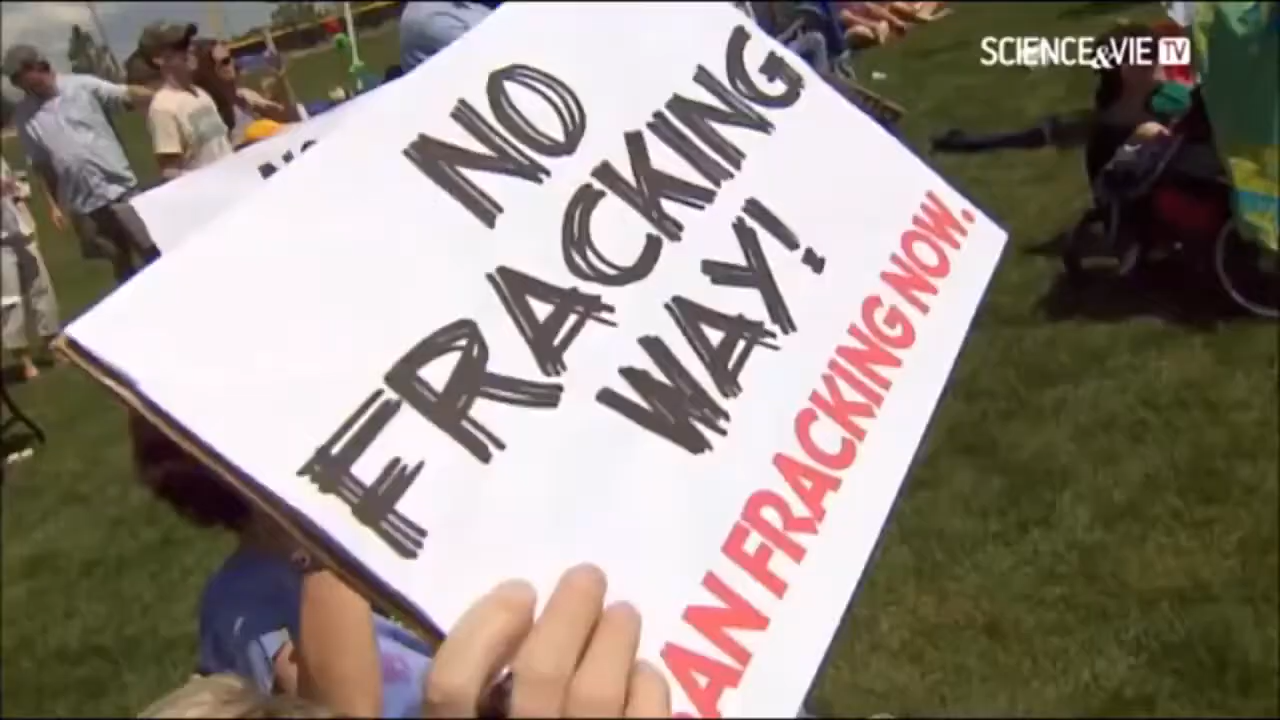 SCIENCE&VIE TV
NO
FRACKING
WAY!
AN FRACKING NOW.